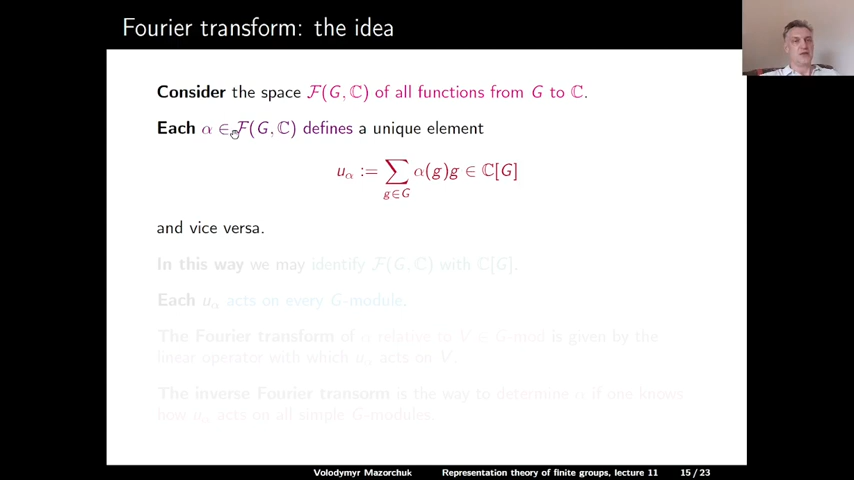 Fourier transform: the idea
Consider the space F(G, ℂ) of all functions from G to ℂ.
Each α ∈ F(G, ℂ) defines a unique element
u_α := ∑_{g∈G} α(g)g ∈ ℂ[G]
and vice versa.
In this way we may identify F(G, ℂ) with ℂ[G].
Each u_α acts on every G-module.
The Fourier transform of α relative to V ∈ G-mod is given by the
linear operator with which u_α acts on V.
The inverse Fourier transorm is the way to determine α if one knows
how u_α acts on all simple G-modules.
Volodymyr Mazorchuk Representation theory of finite groups, lecture 11 15 / 23